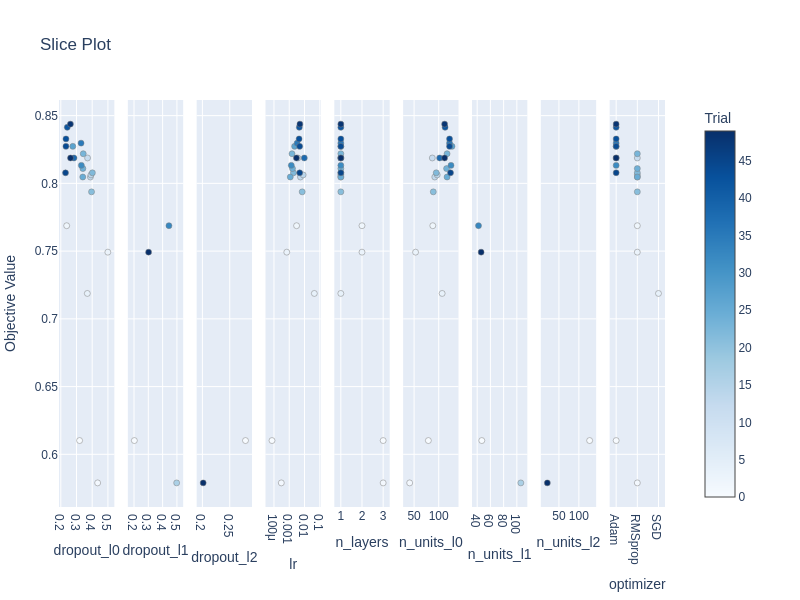 Slice Plot
Trial
Objective Value
0.85
0.8
0.75
0.7
0.65
0.6
45
40
35
30
25
20
15
10
5
0
0.2 0.3 0.4 0.5
0.2 0.3 0.4 0.5
0.2 0.25
100μ 0.001 0.01 0.1
1 2 3
50 100
40 60 80 100
50 100
Adam RMSprop SGD
dropout_l0
dropout_l1
dropout_l2
lr
n_layers
n_units_l0
n_units_l1
n_units_l2
optimizer